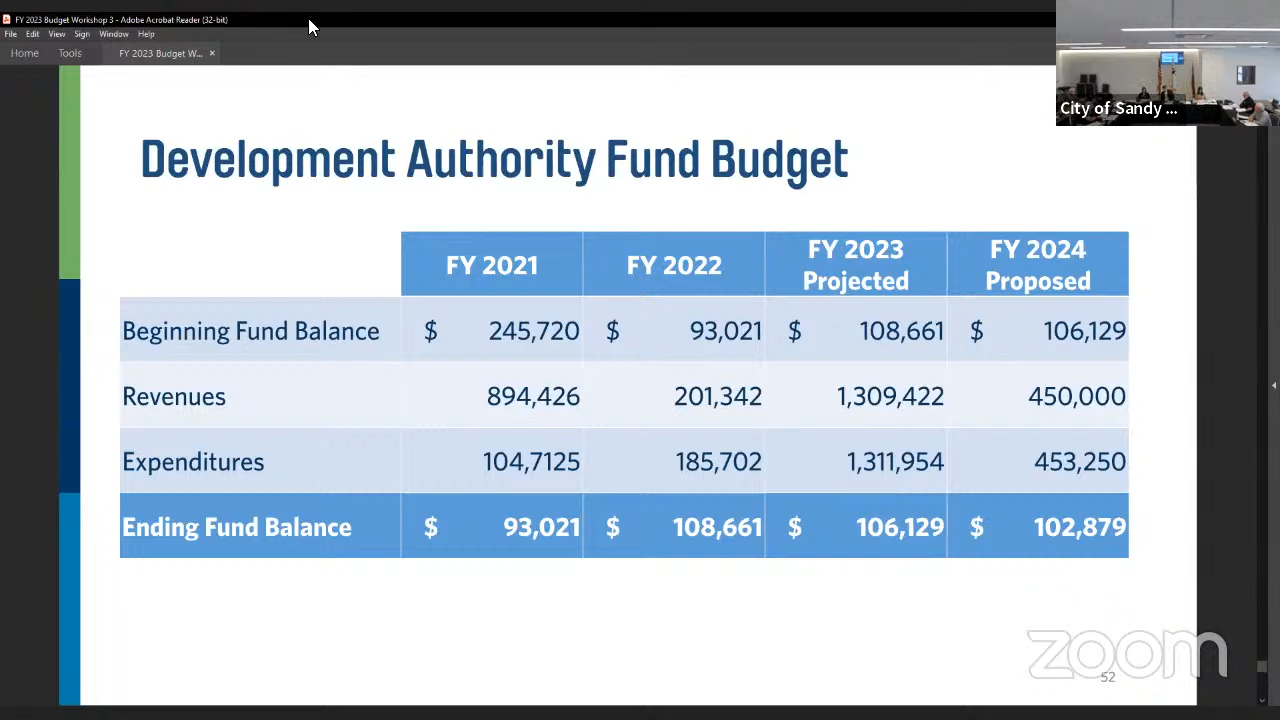 FY 2023 Budget Workshop 3 - Adobe Acrobat Reader (32-bit)
File Edit View Sign Window Help
Home Tools FY 2023 Budget W... ×
City of Sandy ...
Development Authority Fund Budget
FY 2021 FY 2022 FY 2023 Projected FY 2024 Proposed
Beginning Fund Balance $ 245,720 $ 93,021 $ 108,661 $ 106,129
Revenues 894,426 201,342 1,309,422 450,000
Expenditures 104,7125 185,702 1,311,954 453,250
Ending Fund Balance $ 93,021 $ 108,661 $ 106,129 $ 102,879
zoom
52